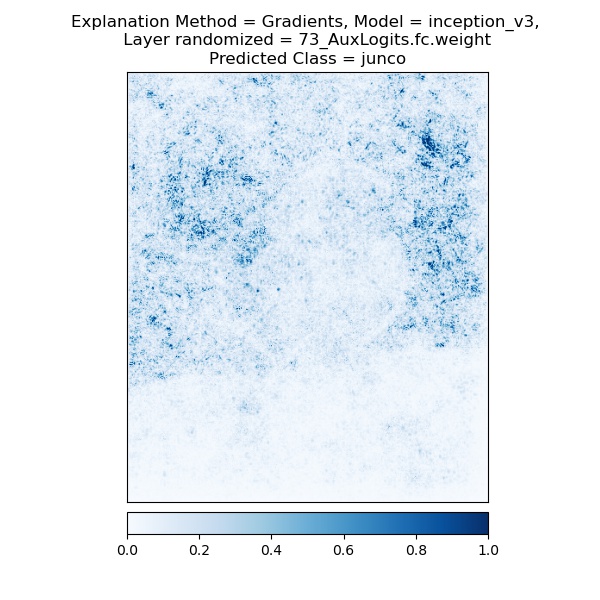 Explanation Method = Gradients, Model = inception_v3,
Layer randomized = 73_AuxLogits.fc.weight
Predicted Class = junco
0.0 0.2 0.4 0.6 0.8 1.0